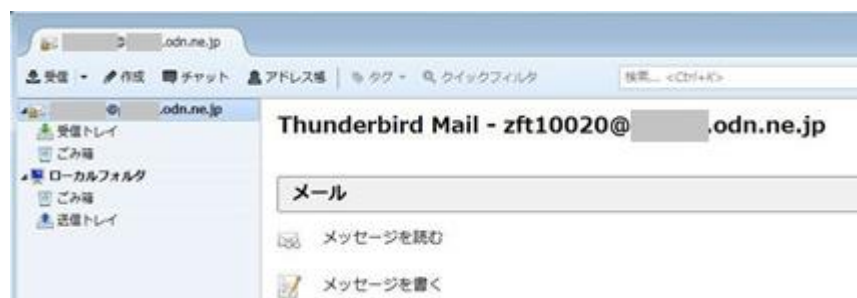 @ .odn.ne.jp
受信 作成 チャット アドレス帳 タグ クイックフィルタ 検索... <Ctrl+K>
@ .odn.ne.jp
受信トレイ
ごみ箱
ローカルフォルダ
ごみ箱
送信トレイ
Thunderbird Mail - zft10020@ .odn.ne.jp
メール
メッセージを読む
メッセージを書く